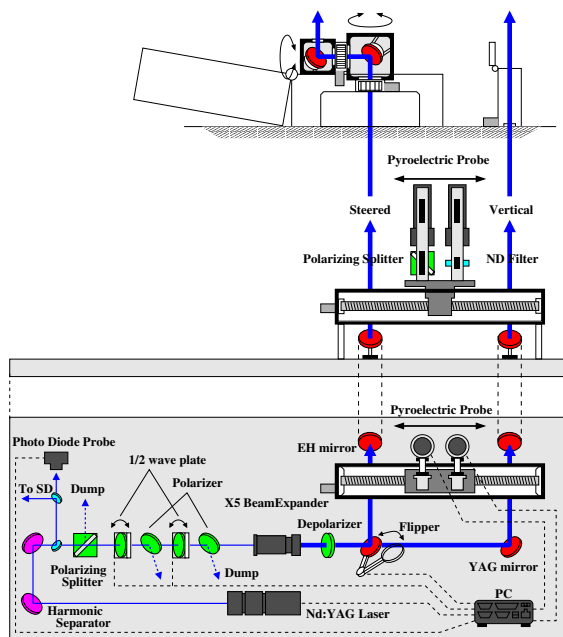 Pyroelectric Probe
Steered
Vertical
Polarizing Splitter
ND Filter
Pyroelectric Probe
Photo Diode Probe
EH mirror
1/2 wave plate
To SD
Dump
Polarizer
X5 BeamExpander
Depolarizer
Flipper
Polarizing
Splitter
Dump
YAG mirror
PC
Harmonic
Separator
Nd:YAG Laser